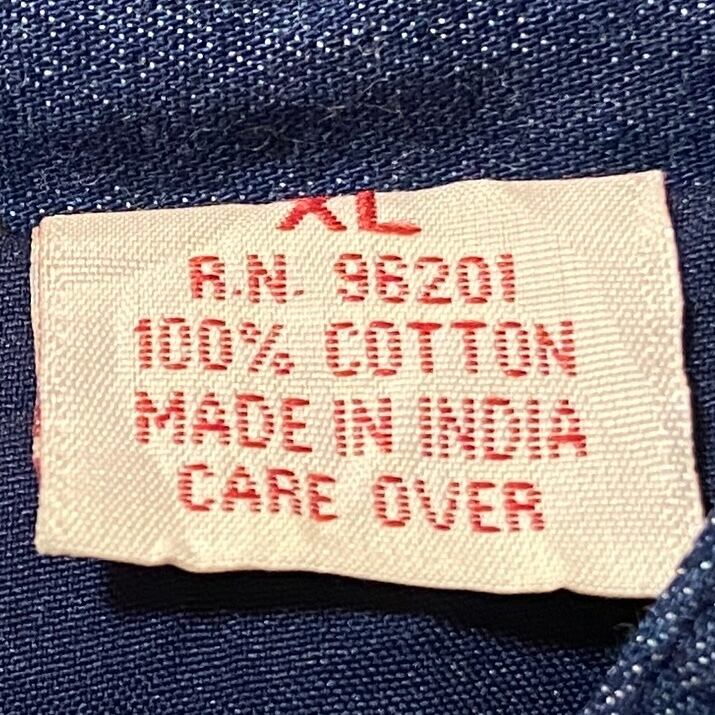 XL
R.N. 96201
100% COTTON
MADE IN INDIA
CARE OVER